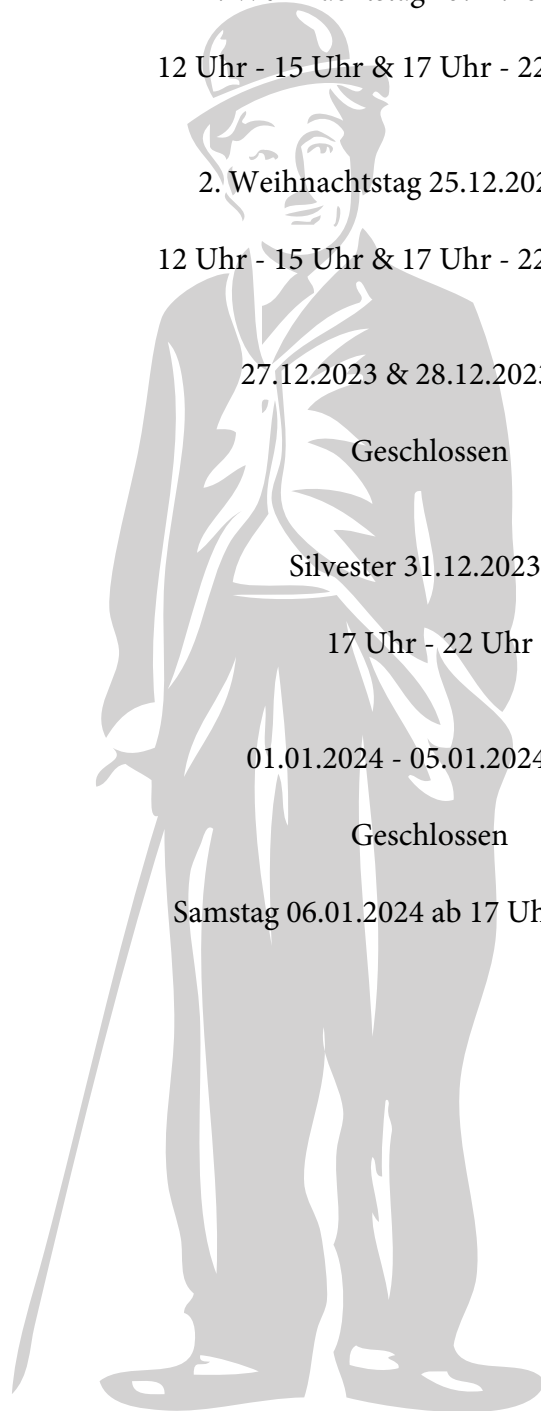 12 Uhr - 15 Uhr & 17 Uhr - 22
2. Weihnachtstag 25.12.202
12 Uhr - 15 Uhr & 17 Uhr - 22
27.12.2023 & 28.12.2023
Geschlossen
Silvester 31.12.2023
17 Uhr - 22 Uhr
01.01.2024 - 05.01.2024
Geschlossen
Samstag 06.01.2024 ab 17 Uh